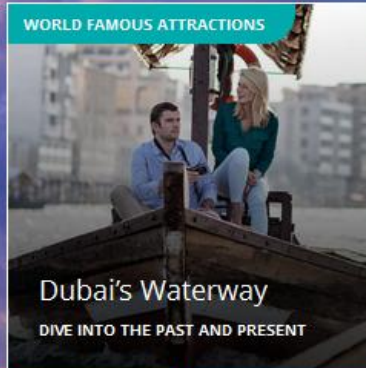 WORLD FAMOUS ATTRACTIONS
Dubai’s Waterway
DIVE INTO THE PAST AND PRESENT